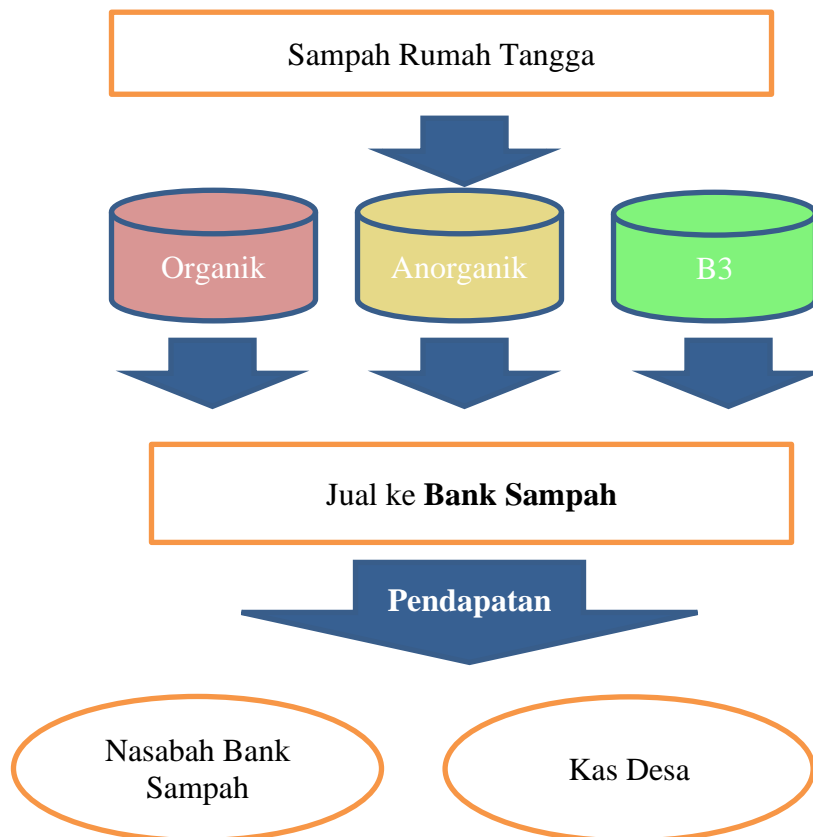 Sampah Rumah Tangga
Organik
Anorganik
B3
Jual ke Bank Sampah
Pendapatan
Nasabah Bank
Sampah
Kas Desa